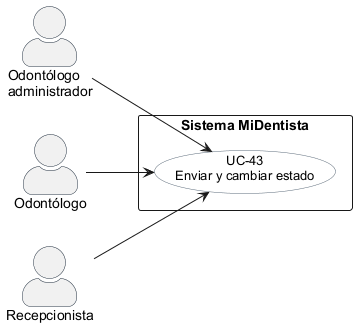 Odontólogo
administrador
Sistema MiDentista
UC-43
Enviar y cambiar estado
Odontólogo
Recepcionista